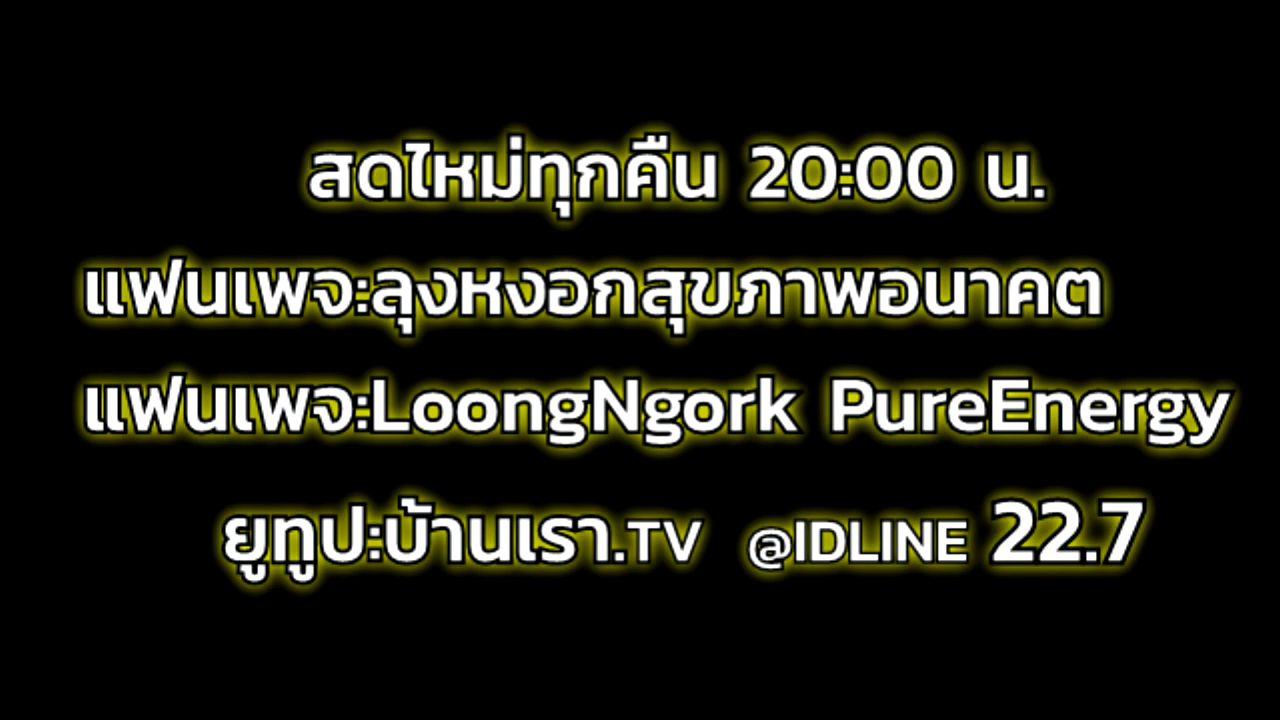 สดไหม่ทุกคืน 20:00 น.
แฟนเพจ:ลุงหงอกสุขภาพอนาคต
แฟนเพจ:LoongNgork PureEnergy
ยูทูป:บ้านเรา.TV @IDLINE 22.7